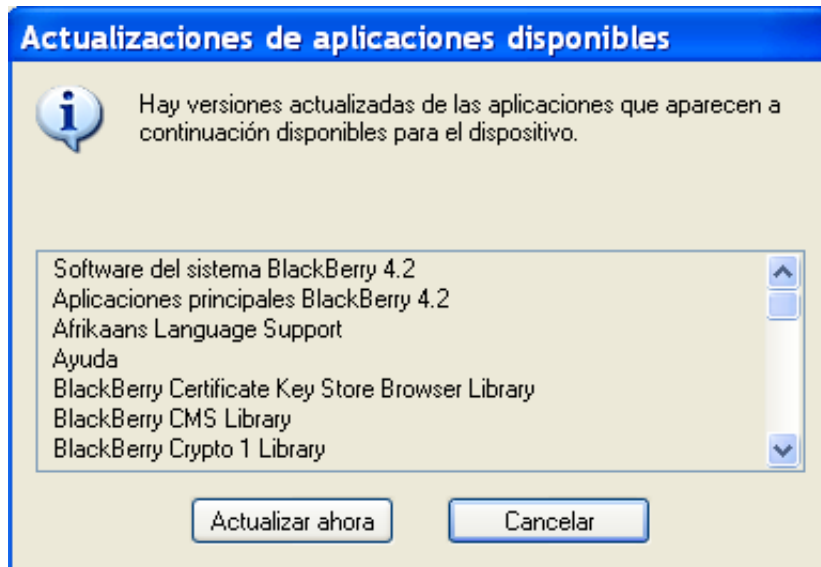 Actualizaciones de aplicaciones disponibles
Hay versiones actualizadas de las aplicaciones que aparecen a
continuación disponibles para el dispositivo.
Software del sistema BlackBerry 4.2
Aplicaciones principales BlackBerry 4.2
Afrikaans Language Support
Ayuda
BlackBerry Certificate Key Store Browser Library
BlackBerry CMS Library
BlackBerry Crypto 1 Library
Actualizar ahora
Cancelar